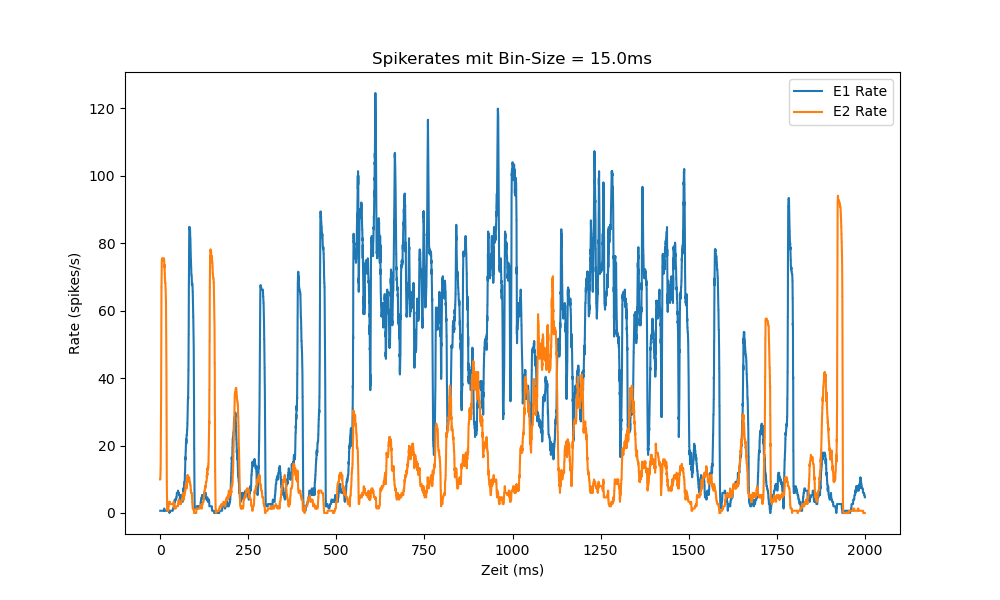 Spikerates mit Bin-Size = 15.0ms
E1 Rate
E2 Rate
Rate (spikes/s)
120
100
80
60
40
20
0
0 250 500 750 1000 1250 1500 1750 2000
Zeit (ms)